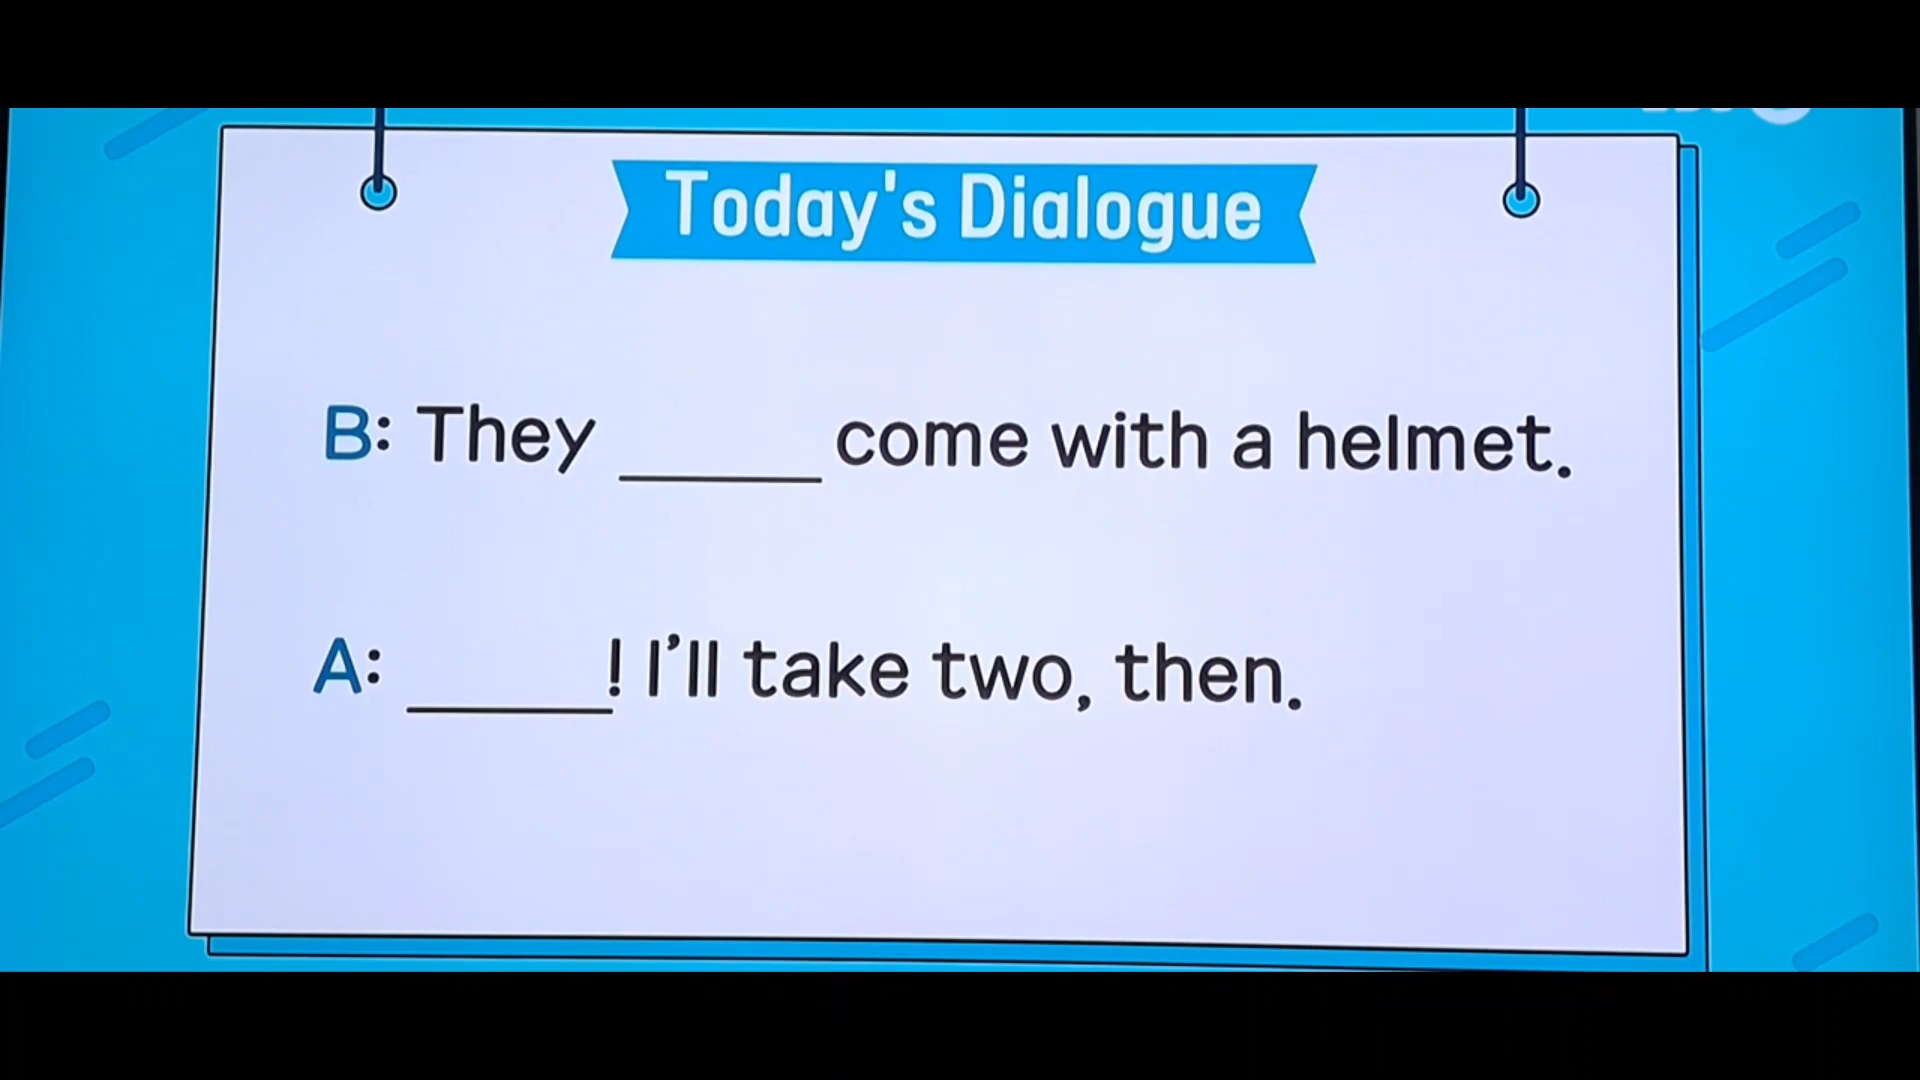 Today's Dialogue
B: They ______ come with a helmet.
A: ______! I'll take two, then.